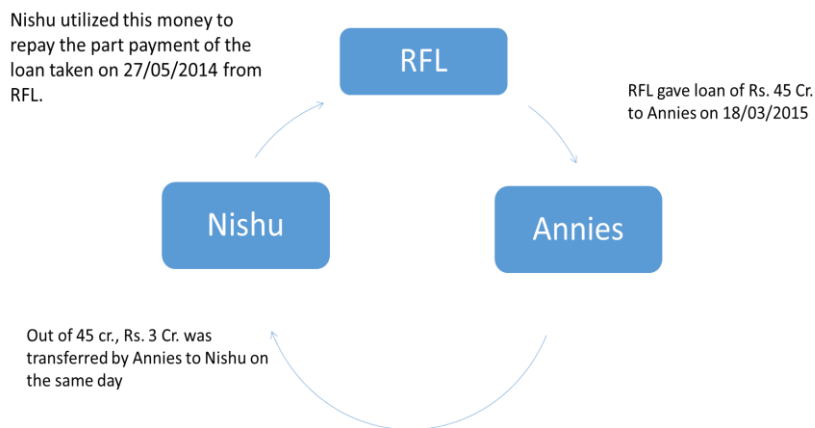 Nishu utilized this money to
repay the part payment of the
loan taken on 27/05/2014 from
RFL.
RFL
RFL gave loan of Rs. 45 Cr.
to Annies on 18/03/2015
Nishu
Annies
Out of 45 cr., Rs. 3 Cr. was
transferred by Annies to Nishu on
the same day